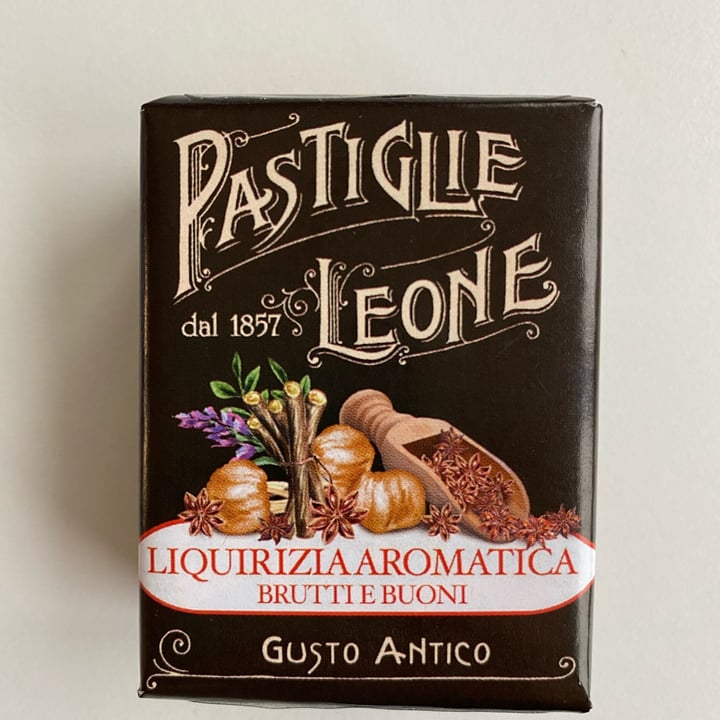 PASTIGLIE
LEONE
dal 1857
LIQUIRIZIA AROMATICA
BRUTTI E BUONI
GUSTO ANTICO